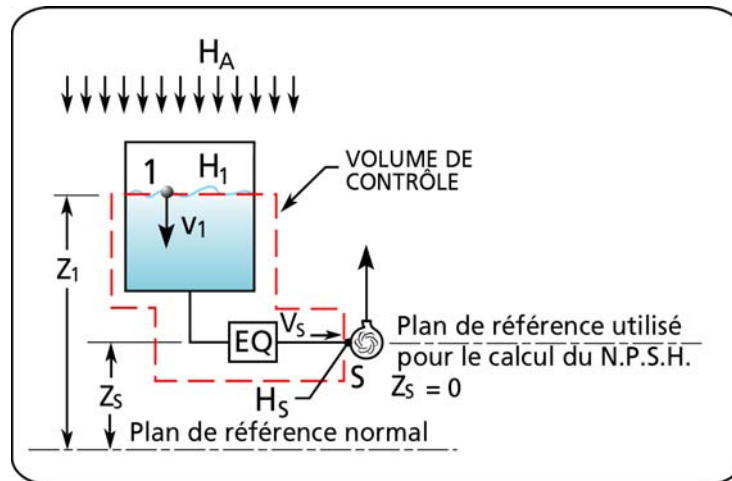 H_A
1 H_1
VOLUME DE
CONTRÔLE
v_1
Z_1
V_S
EQ
S
Plan de référence utilisé
pour le calcul du N.P.S.H.
Z_S = 0
Z_S
H_S
Plan de référence normal